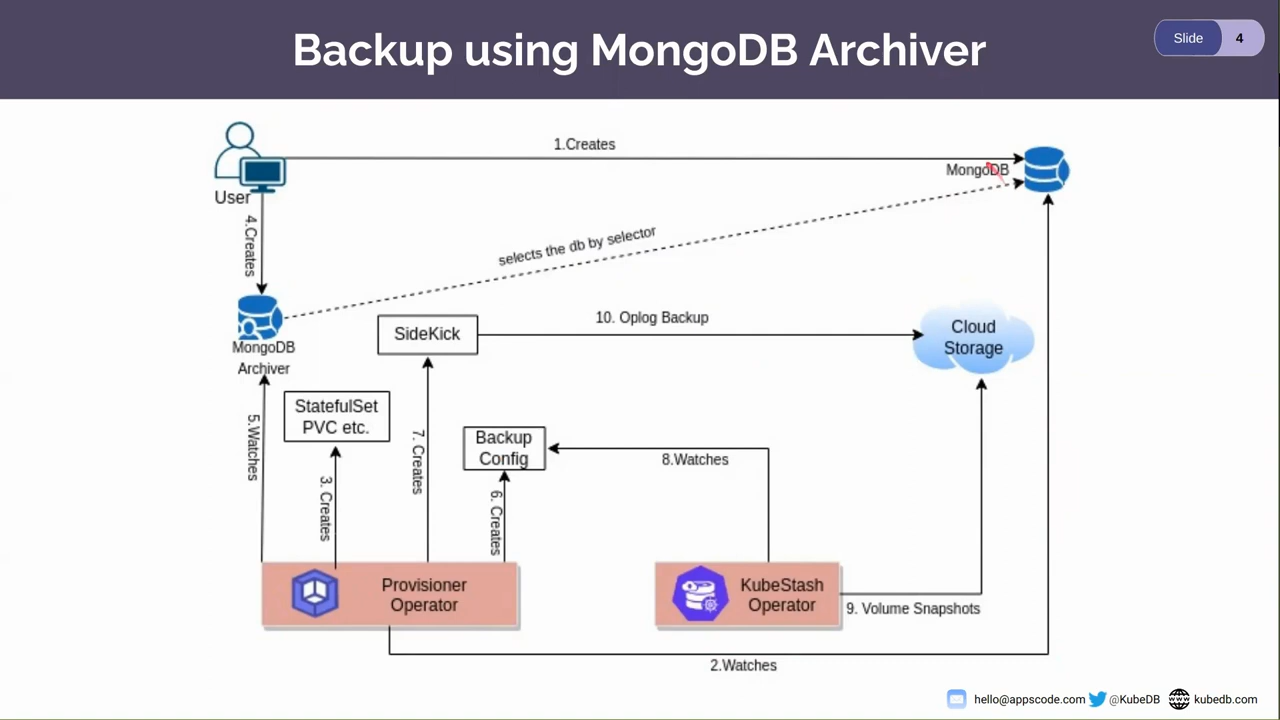 Backup using MongoDB Archiver
Slide 4
1.Creates
MongoDB
User
4.Creates
selects the db by selector
MongoDB
Archiver
SideKick
10. Oplog Backup
Cloud
Storage
StatefulSet
PVC etc.
5.Watches
3. Creates
7. Creates
Backup
Config
8.Watches
6. Creates
Provisioner
Operator
KubeStash
Operator
9. Volume Snapshots
2.Watches
hello@appscode.com @KubeDB kubedb.com